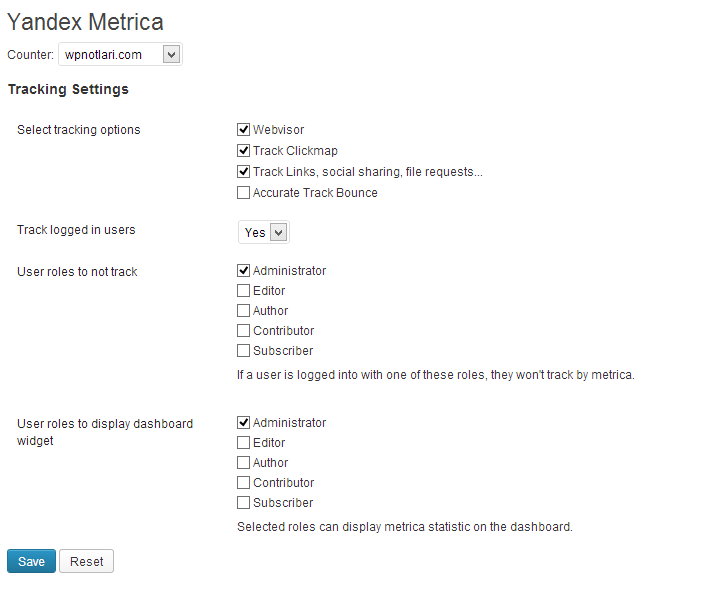 Yandex Metrica
Counter: wpnotlari.com
Tracking Settings
Select tracking options
Webvisor
Track Clickmap
Track Links, social sharing, file requests...
Accurate Track Bounce
Track logged in users
Yes
User roles to not track
Administrator
Editor
Author
Contributor
Subscriber
If a user is logged into with one of these roles, they won't track by metrica.
User roles to display dashboard
widget
Administrator
Editor
Author
Contributor
Subscriber
Selected roles can display metrica statistic on the dashboard.
Save Reset